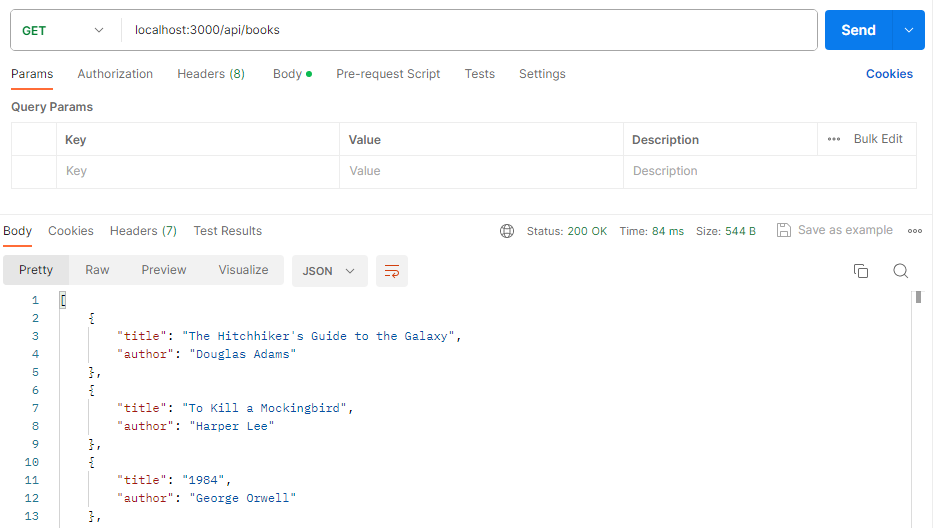 GET localhost:3000/api/books Send
Params Authorization Headers (8) Body Pre-request Script Tests Settings Cookies
Query Params
Key Value Description Bulk Edit
Key Value Description
Body Cookies Headers (7) Test Results Status: 200 OK Time: 84 ms Size: 544 B Save as example
Pretty Raw Preview Visualize JSON
1 [
2 {
3 "title": "The Hitchhiker's Guide to the Galaxy",
4 "author": "Douglas Adams"
5 },
6 {
7 "title": "To Kill a Mockingbird",
8 "author": "Harper Lee"
9 },
10 {
11 "title": "1984",
12 "author": "George Orwell"
13 },